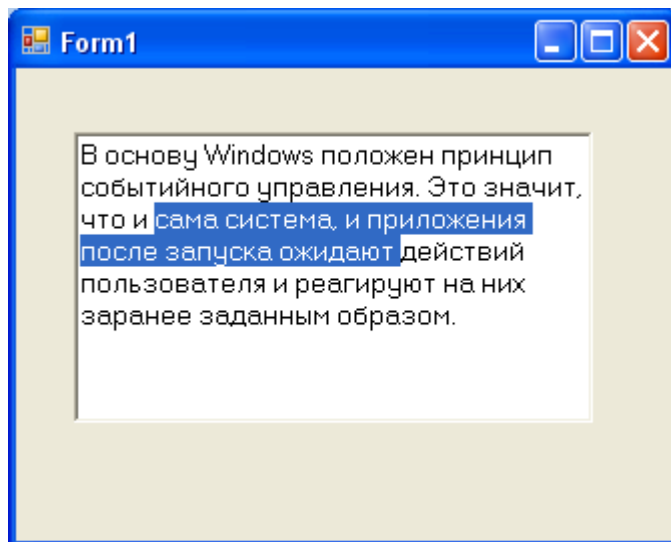 Form1
В основу Windows положен принцип
событийного управления. Это значит,
что и сама система, и приложения
после запуска ожидают действий
пользователя и реагируют на них
заранее заданным образом.